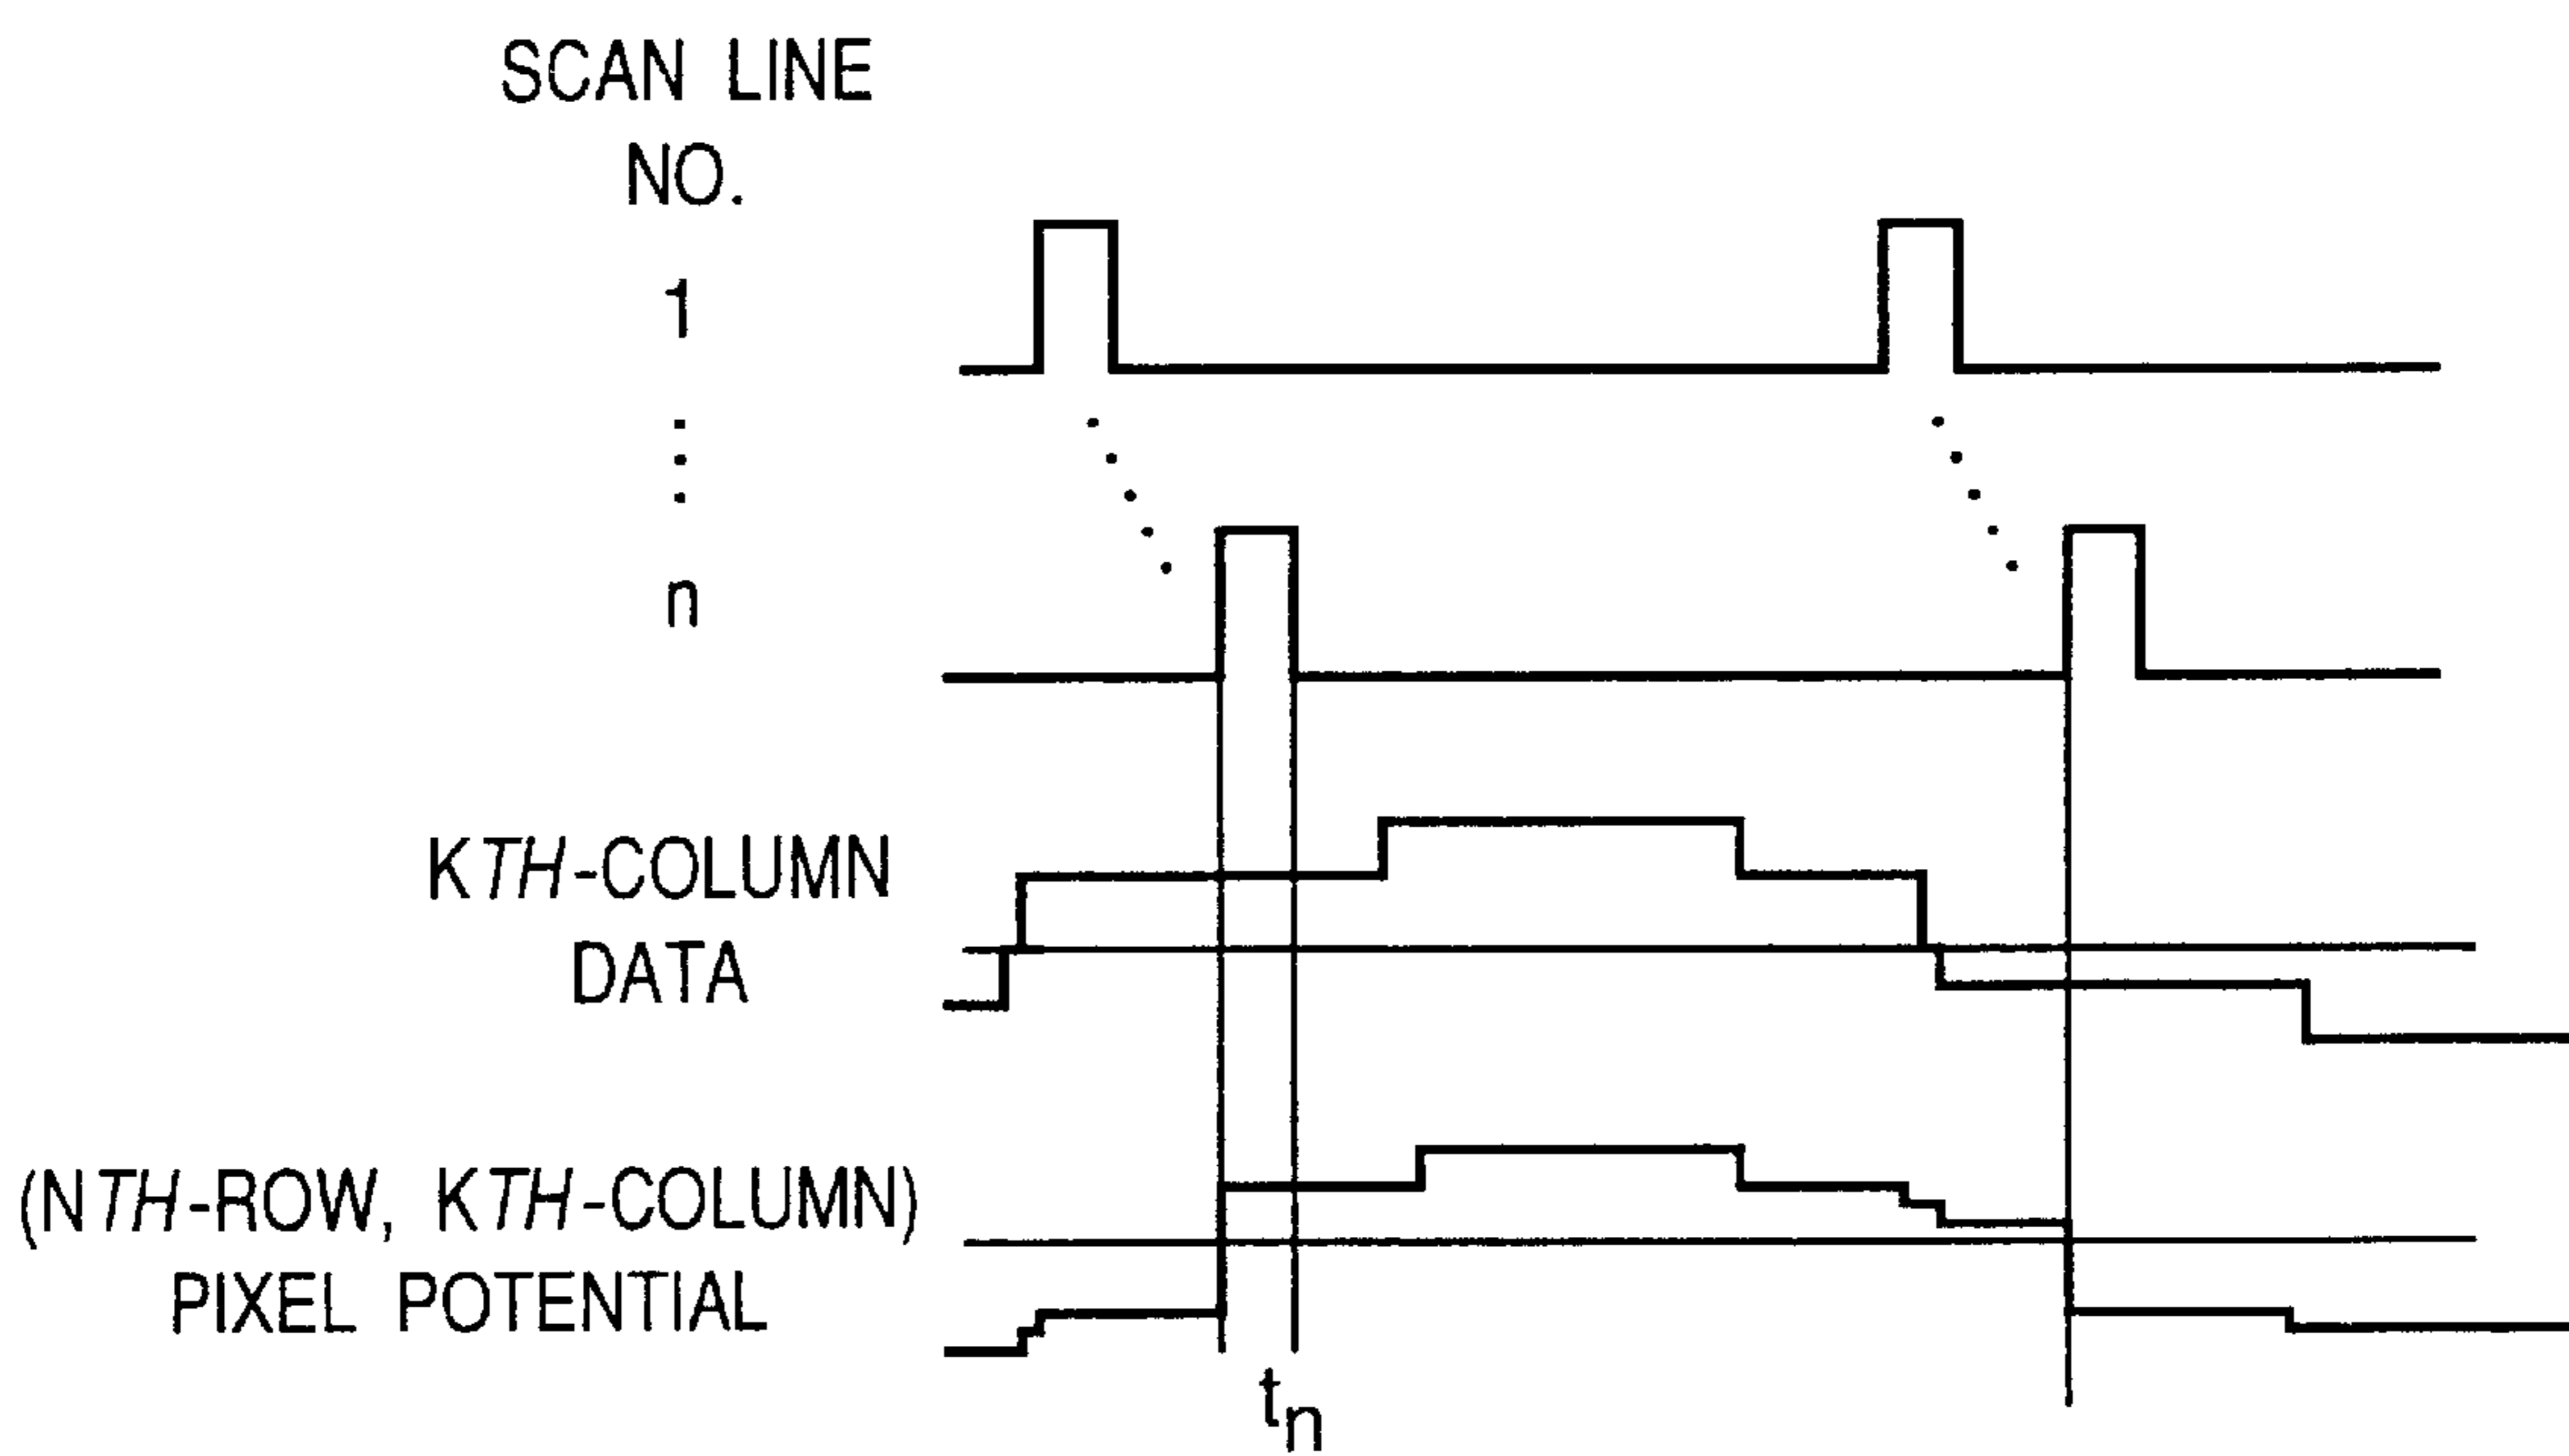 SCAN LINE
NO.
1
n
KTH-COLUMN
DATA
(NTH-ROW, KTH-COLUMN)
PIXEL POTENTIAL
tn